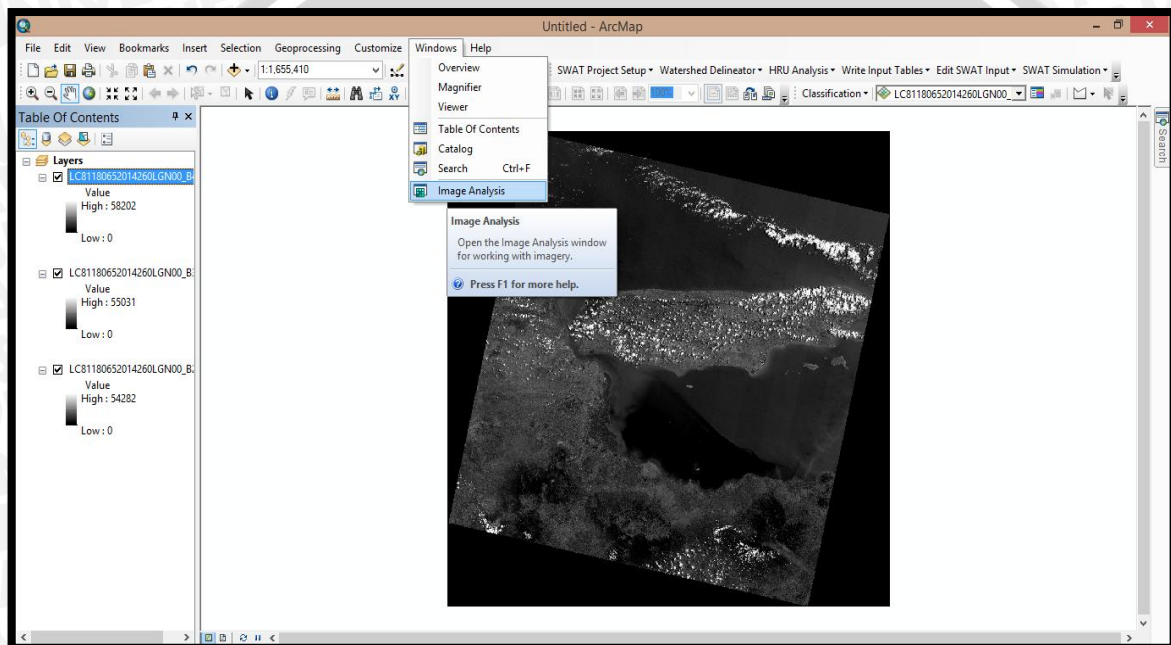 Untitled - ArcMap
File Edit View Bookmarks Insert Selection Geoprocessing Customize Windows Help
1:1,655,410
SWAT Project Setup Watershed Delineator HRU Analysis Write Input Tables Edit SWAT Input SWAT Simulation
100% Classification LC81180652014260LGN00_
Table Of Contents
Layers
LC81180652014260LGN00_B4
Value
High : 58202
Low : 0
LC81180652014260LGN00_B3
Value
High : 55031
Low : 0
LC81180652014260LGN00_B2
Value
High : 54282
Low : 0
Overview
Magnifier
Viewer
Table Of Contents
Catalog
Search Ctrl+F
Image Analysis
Image Analysis
Open the Image Analysis window
for working with imagery.
Press F1 for more help.
Search